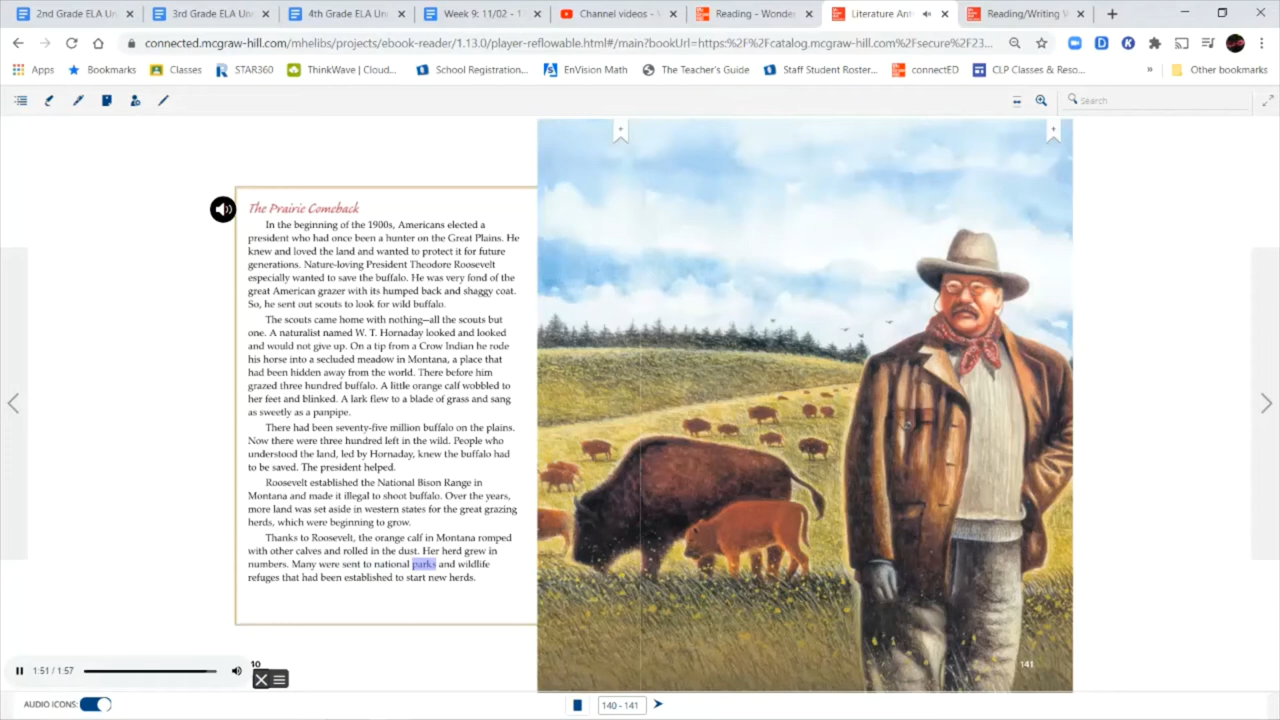 2nd Grade ELA Un
3rd Grade ELA Un
4th Grade ELA Un
Week 9: 11/02 - 1
Channel videos - 
Reading - Wonder
Literature Ant
Reading/Writing W
connected.mcgraw-hill.com/mhelibs/projects/ebook-reader/1.13.0/player-reflowable.html#/main?bookUrl=https:%2F%2Fcatalog.mcgraw-hill.com%2Fsecure%2F23...
Apps
Bookmarks
Classes
STAR360
ThinkWave | Cloud...
School Registration...
EnVision Math
The Teacher's Guide
Staff Student Roster...
connectED
CLP Classes & Reso...
»
Other bookmarks
Search
The Prairie Comeback
In the beginning of the 1900s, Americans elected a
president who had once been a hunter on the Great Plains. He
knew and loved the land and wanted to protect it for future
generations. Nature-loving President Theodore Roosevelt
especially wanted to save the buffalo. He was very fond of the
great American grazer with its humped back and shaggy coat.
So, he sent out scouts to look for wild buffalo.
The scouts came home with nothing—all the scouts but
one. A naturalist named W. T. Hornaday looked and looked
and would not give up. On a tip from a Crow Indian he rode
his horse into a secluded meadow in Montana, a place that
had been hidden away from the world. There before him
grazed three hundred buffalo. A little orange calf wobbled to
her feet and blinked. A lark flew to a blade of grass and sang
as sweetly as a panpipe.
There had been seventy-five million buffalo on the plains.
Now there were three hundred left in the wild. People who
understood the land, led by Hornaday, knew the buffalo had
to be saved. The president helped.
Roosevelt established the National Bison Range in
Montana and made it illegal to shoot buffalo. Over the years,
more land was set aside in western states for the great grazing
herds, which were beginning to grow.
Thanks to Roosevelt, the orange calf in Montana romped
with other calves and rolled in the dust. Her herd grew in
numbers. Many were sent to national parks and wildlife
refuges that had been established to start new herds.
10
141
1:51 / 1:57
AUDIO ICONS:
140 - 141